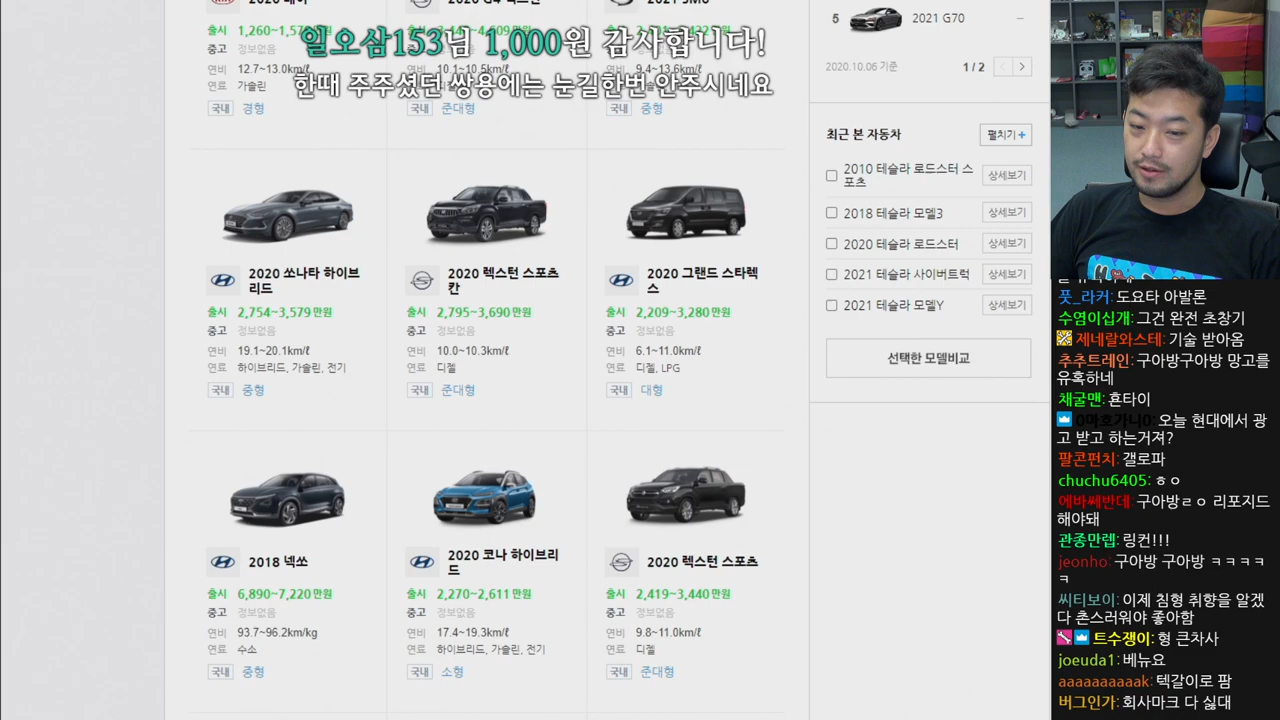 일오삼153님 1,000원 감사합니다!
한때 주주셨던 쌍용에는 눈길한번 안주시네요
출시
중고 정보없음
연비 12.7~13.0km/ℓ
연료 가솔린
국내 경형
10.1~10.5km/ℓ
국내 준대형
9.4~13.6km/ℓ
국내 중형
2020 쏘나타 하이브
리드
출시 2,754~3,579 만원
중고 정보없음
연비 19.1~20.1km/ℓ
연료 하이브리드, 가솔린, 전기
국내 중형
2020 렉스턴 스포츠
칸
출시 2,795~3,690 만원
중고 정보없음
연비 10.0~10.3km/ℓ
연료 디젤
국내 준대형
2020 그랜드 스타렉
스
출시 2,209~3,280 만원
중고 정보없음
연비 6.1~11.0km/ℓ
연료 디젤, LPG
국내 대형
2018 넥쏘
출시 6,890~7,220 만원
중고 정보없음
연비 93.7~96.2km/kg
연료 수소
국내 중형
2020 코나 하이브리
드
출시 2,270~2,611 만원
중고 정보없음
연비 17.4~19.3km/ℓ
연료 하이브리드, 가솔린, 전기
국내 소형
2020 렉스턴 스포츠
출시 2,419~3,440 만원
중고 정보없음
연비 9.8~11.0km/ℓ
연료 디젤
국내 준대형
5 2021 G70 –
2020.10.06 기준 1 / 2
최근 본 자동차 펼치기+
2010 테슬라 로드스터 스
포츠 상세보기
2018 테슬라 모델3 상세보기
2020 테슬라 로드스터 상세보기
2021 테슬라 사이버트럭 상세보기
2021 테슬라 모델Y 상세보기
선택한 모델비교
풋_라커: 도요타 아발론
수염이십개: 그건 완전 초창기
제네랄와스테: 기술 받아옴
추추트레인: 구아방구아방 망고를
유혹하네
채굴맨: 횬타이
0마호가니0: 오늘 현대에서 광
고 받고 하는거져?
팔콘펀치: 갤로파
chuchu6405: ㅎㅇ
에바쎄반데: 구아방ㄹㅇ 리포지드
해야돼
관종만렙: 링컨!!!
jeonho: 구아방 구아방 ㅋㅋㅋㅋ
ㅋ
씨티보이: 이제 침형 취향을 알겠
다 촌스러워야 좋아함
트수쟁이: 형 큰차사
joeuda1: 베뉴요
aaaaaaaaaak: 텍갈이로 팜
버그인가: 회사마크 다 싫대